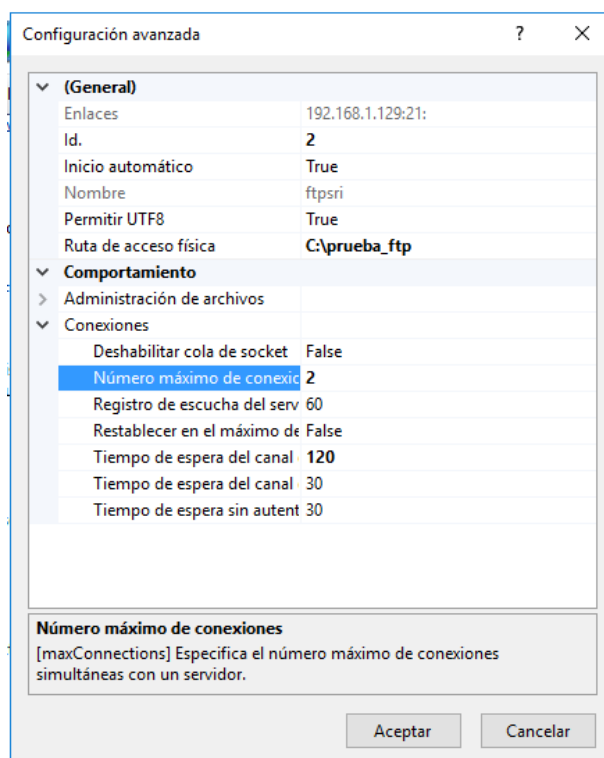 Configuración avanzada ?
(General)
Enlaces 192.168.1.129:21:
Id. 2
Inicio automático True
Nombre ftpsri
Permitir UTF8 True
Ruta de acceso física C:\prueba_ftp
Comportamiento
Administración de archivos
Conexiones
Deshabilitar cola de socket False
Número máximo de conexic 2
Registro de escucha del serv 60
Restablecer en el máximo de False
Tiempo de espera del canal 120
Tiempo de espera del canal 30
Tiempo de espera sin autent 30
Número máximo de conexiones
[maxConnections] Especifica el número máximo de conexiones
simultáneas con un servidor.
Aceptar Cancelar